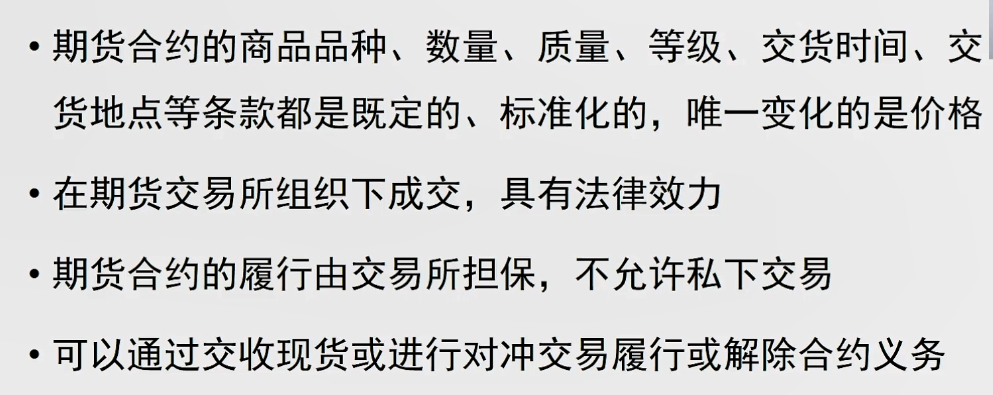 • 期货合约的商品品种、数量、质量、等级、交货时间、交
货地点等条款都是既定的、标准化的，唯一变化的是价格
• 在期货交易所组织下成交，具有法律效力
• 期货合约的履行由交易所担保，不允许私下交易
• 可以通过交收现货或进行对冲交易履行或解除合约义务